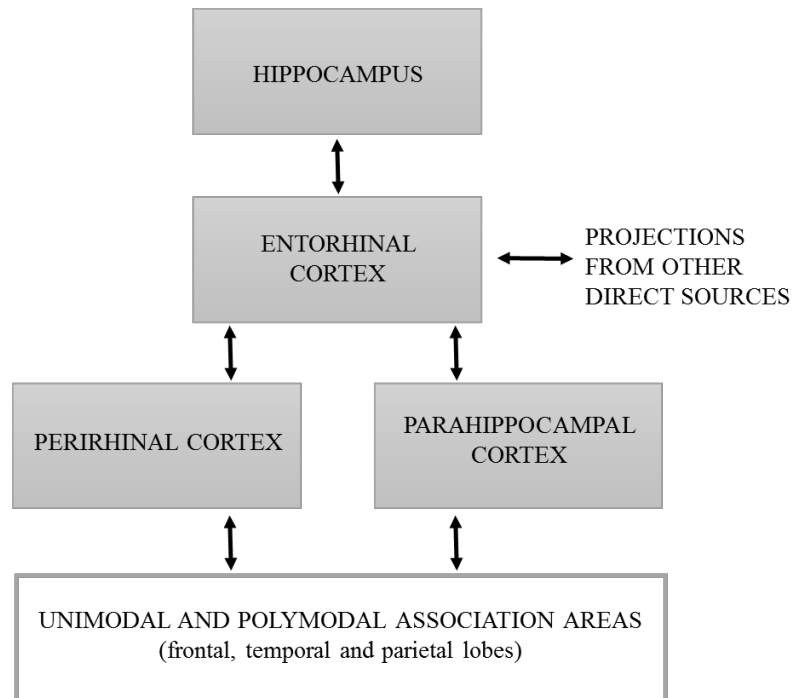 HIPPOCAMPUS
ENTORHINAL
CORTEX
PROJECTIONS
FROM OTHER
DIRECT SOURCES
PERIRHINAL CORTEX
PARAHIPPOCAMPAL
CORTEX
UNIMODAL AND POLYMODAL ASSOCIATION AREAS
(frontal, temporal and parietal lobes)